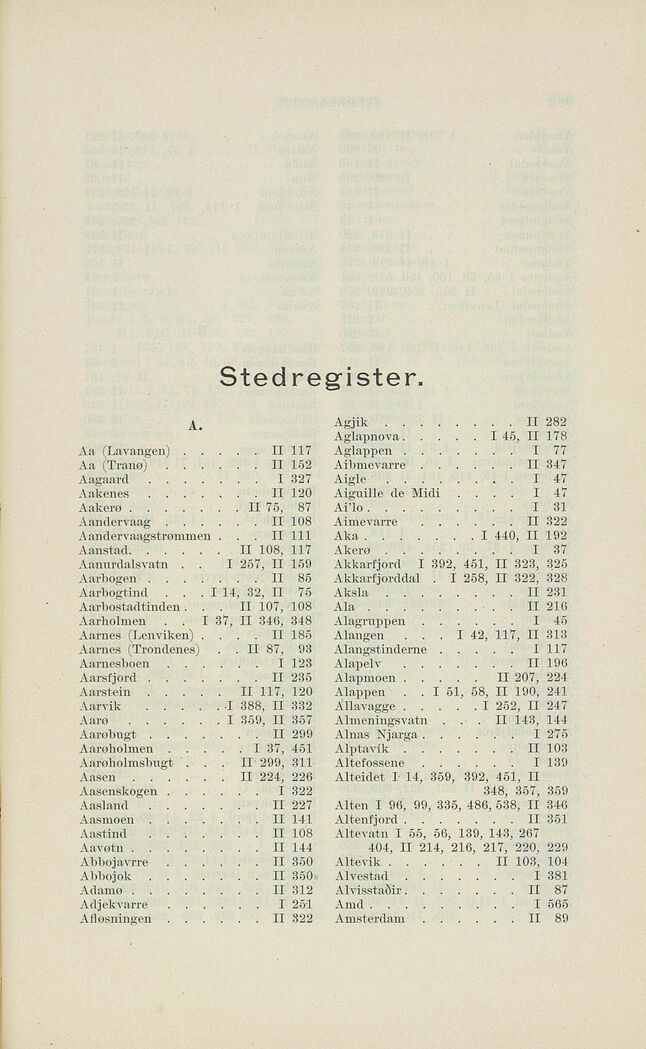 Stedregister.
A.
Aa (Lavangen) . . . . . II 117
Aa (Tranø) . . . . . . II 152
Aagaard . . . . . . . I 327
Aakenes . . . . . . . II 120
Aakerø . . . . . . . II 75, 87
Aandervaag . . . . . . II 108
Aandervaagstrømmen . . . II 111
Aanstad. . . . . . II 108, 117
Aanurdalsvatn . . I 257, II 159
Aarbogen . . . . . . . II 85
Aarbogtind . . . I 14, 32, II 75
Aarbostadtinden . . . II 107, 108
Aarholmen . . I 37, II 346, 348
Aarnes (Lenviken) . . . . II 185
Aarnes (Trondenes) . . II 87, 93
Aarnesboen . . . . . . I 123
Aarsfjord . . . . . . . II 235
Aarstein . . . . . II 117, 120
Aarvik . . . . . . I 388, II 332
Aarø . . . . . . I 359, II 357
Aarøbugt . . . . . . . II 299
Aarøholmen . . . . . I 37, 451
Aarøholmsbugt . . . II 299, 311
Aasen . . . . . . II 224, 226
Aasenskogen . . . . . . I 322
Aasland . . . . . . . II 227
Aasmoen . . . . . . . II 141
Aastind . . . . . . . II 108
Aavøtn . . . . . . . . II 144
Abbojavrre . . . . . . II 350
Abbojok . . . . . . . II 350
Adamø . . . . . . . . II 312
Adjekvarre . . . . . . I 251
Afløsningen . . . . . . II 322
Agjik . . . . . . . . II 282
Aglapnova . . . . . I 45, II 178
Aglappen . . . . . . . I 77
Aibmevarre . . . . . . II 347
Aigle . . . . . . . . I 47
Aiguille de Midi . . . . I 47
Ai'lo . . . . . . . . . I 31
Aimevarre . . . . . . II 322
Aka . . . . . . . I 440, II 192
Akerø . . . . . . . . I 37
Akkarfjord I 392, 451, II 323, 325
Akkarfjorddal . I 258, II 322, 328
Aksla . . . . . . . . II 231
Ala . . . . . . . . . II 216
Alagruppen . . . . . . I 45
Alangen . . . I 42, 117, II 313
Alangstinderne . . . . . I 117
Alapelv . . . . . . . II 196
Alapmoen . . . . . II 207, 224
Alappen . . I 51, 58, II 190, 241
Allavagge . . . . . I 252, II 247
Almeningsvatn . . . II 143, 144
Alnas Njarga . . . . . . I 275
Alptavik . . . . . . . II 103
Altefossene . . . . . . I 139
Alteidet I 14, 359, 392, 451, II
348, 357, 359
Alten I 96, 99, 335, 486, 538, II 346
Altenfjord . . . . . . . II 351
Altevatn I 55, 56, 139, 143, 267
404, II 214, 216, 217, 220, 229
Altevik . . . . . . II 103, 104
Alvestad . . . . . . . I 381
Alvisstaðir . . . . . . . II 87
Amd . . . . . . . . . I 565
Amsterdam . . . . . . II 89